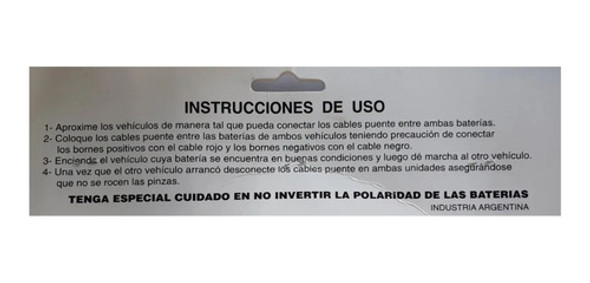 INSTRUCCIONES DE USO
1- Aproxime los vehículos de manera tal que pueda conectar los cables puente entre ambas baterías.
2- Coloque los cables puente entre las baterías de ambos vehículos teniendo precaución de conectar
los bornes positivos con el cable rojo y los bornes negativos con el cable negro.
3- Enciende el vehículo cuya batería se encuentra en buenas condiciones y luego dé marcha al otro vehículo.
4- Una vez que el otro vehículo arrancó desconecte los cables puente en ambas unidades asegurándose
que no se rocen las pinzas.
TENGA ESPECIAL CUIDADO EN NO INVERTIR LA POLARIDAD DE LAS BATERIAS
INDUSTRIA ARGENTINA